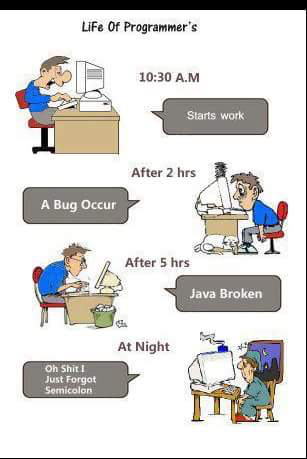 LiFe Of Programmer's
10:30 A.M
Starts work
After 2 hrs
A Bug Occur
After 5 hrs
Java Broken
At Night
Oh Shit I
Just Forgot
Semicolon